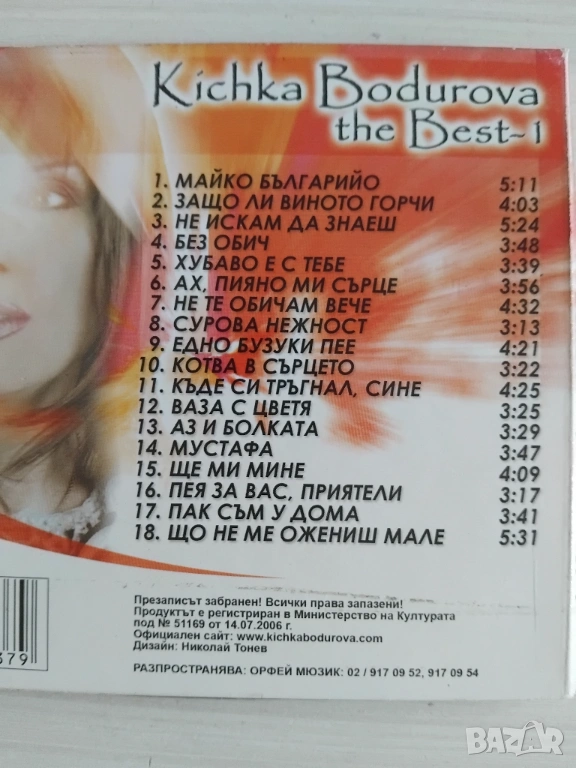 Kichka Bodurova
the Best-1
1. МАЙКО БЪЛГАРИЙО 5:11
2. ЗАЩО ЛИ ВИНОТО ГОРЧИ 4:03
3. НЕ ИСКАМ ДА ЗНАЕШ 5:24
4. БЕЗ ОБИЧ 3:48
5. ХУБАВО Е С ТЕБЕ 3:39
6. АХ, ПИЯНО МИ СЪРЦЕ 3:56
7. НЕ ТЕ ОБИЧАМ ВЕЧЕ 4:32
8. СУРОВА НЕЖНОСТ 3:13
9. ЕДНО БУЗУКИ ПЕЕ 4:21
10. КОТВА В СЪРЦЕТО 3:22
11. КЪДЕ СИ ТРЪГНАЛ, СИНЕ 4:25
12. ВАЗА С ЦВЕТЯ 3:25
13. АЗ И БОЛКАТА 3:29
14. МУСТАФА 3:47
15. ЩЕ МИ МИНЕ 4:09
16. ПЕЯ ЗА ВАС, ПРИЯТЕЛИ 3:17
17. ПАК СЪМ У ДОМА 3:41
18. ЩО НЕ МЕ ОЖЕНИШ МАЛЕ 5:31
Презаписът забранен! Всички права запазени!
Продуктът е регистриран в Министерство на Културата
под № 51169 от 14.07.2006 г.
Официален сайт: www.kichkabodurova.com
Дизайн: Николай Тонев
РАЗПРОСТРАНЯВА: ОРФЕЙ МЮЗИК: 02 / 917 09 52, 917 09 54
379
BAZAR